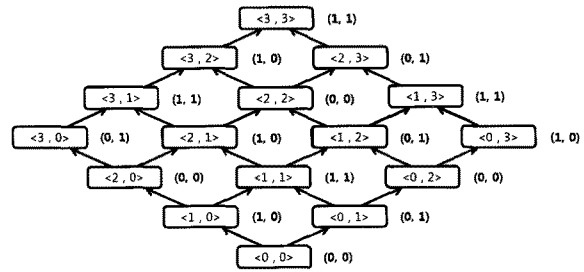 <3 , 3> (1, 1)
<3 , 2> (1, 0) <2 , 3> (0, 1)
<3 , 1> (1, 1) <2 , 2> (0, 0) <1 , 3> (1, 1)
<3 , 0> (0, 1) <2 , 1> (1, 0) <1 , 2> (0, 1) <0 , 3> (1, 0)
<2 , 0> (0, 0) <1 , 1> (1, 1) <0 , 2> (0, 0)
<1 , 0> (1, 0) <0 , 1> (0, 1)
<0 , 0> (0, 0)